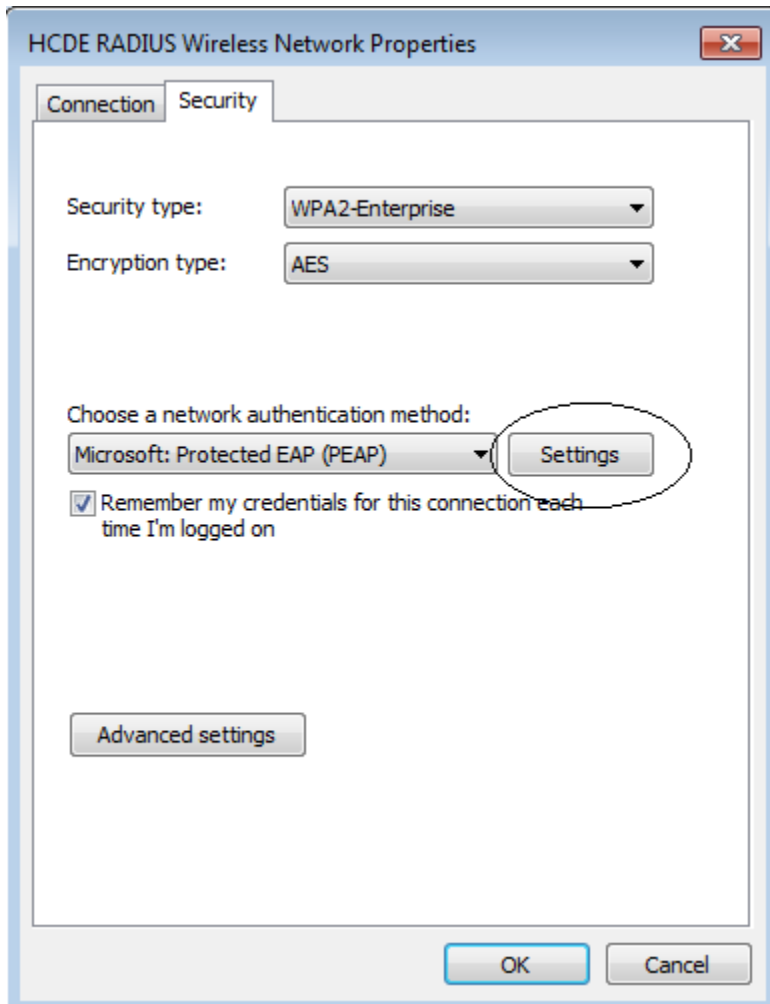 HCDE RADIUS Wireless Network Properties
Connection
Security
Security type:
WPA2-Enterprise
Encryption type:
AES
Choose a network authentication method:
Microsoft: Protected EAP (PEAP)
Settings
Remember my credentials for this connection each
time I'm logged on
Advanced settings
OK
Cancel